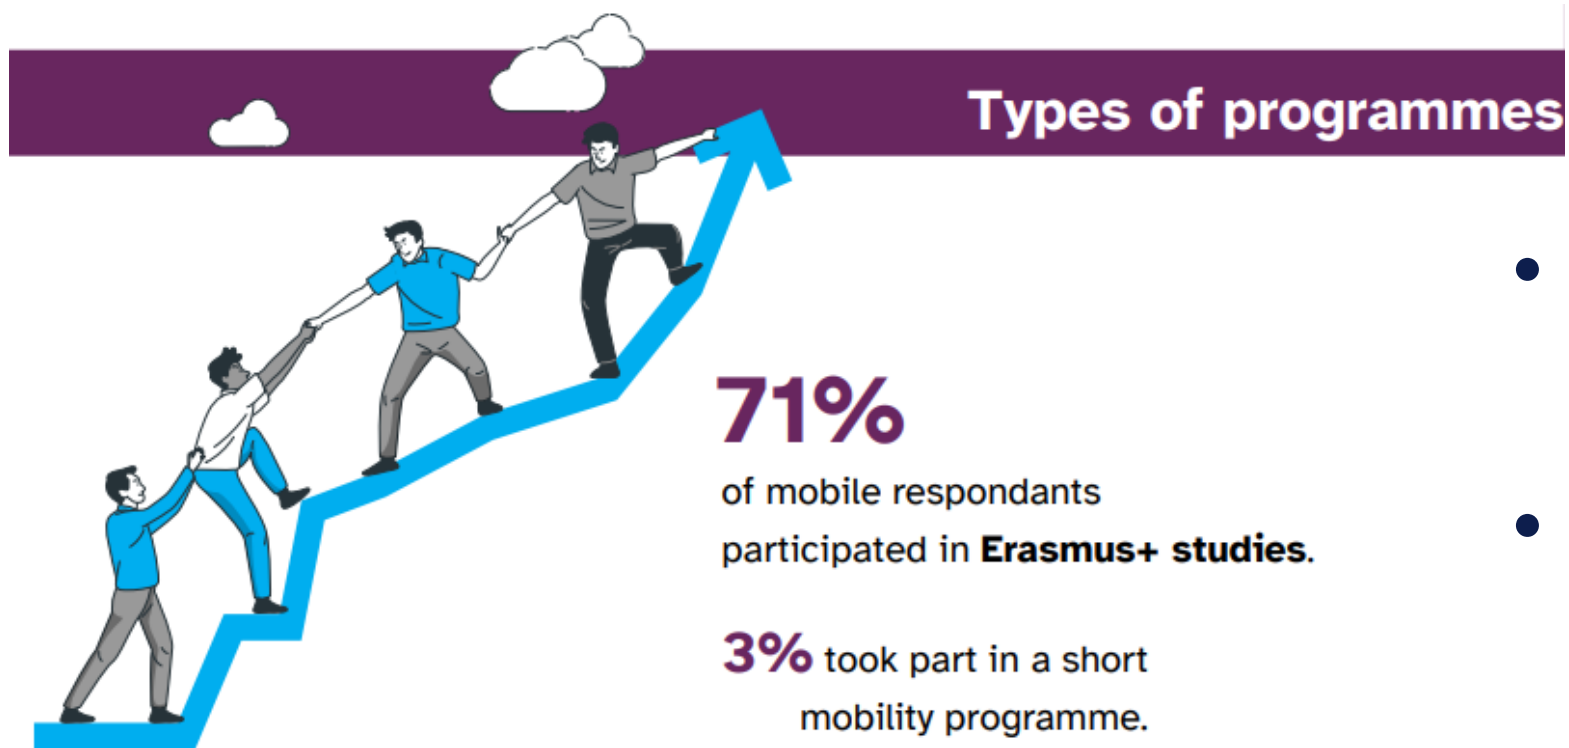 Types of programmes
71%
of mobile respondants
participated in Erasmus+ studies.
3% took part in a short
mobility programme.